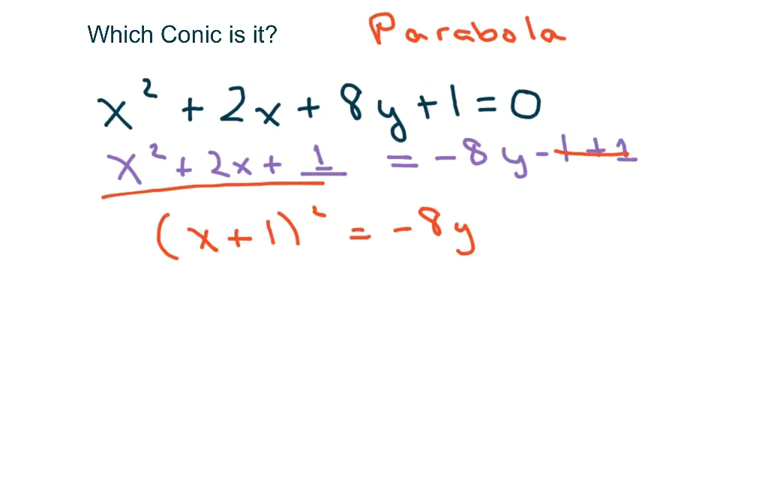 Which Conic is it? Parabola
x² + 2x + 8y + 1 = 0
x² + 2x + 1 = -8y - 1 + 1
(x + 1)² = -8y